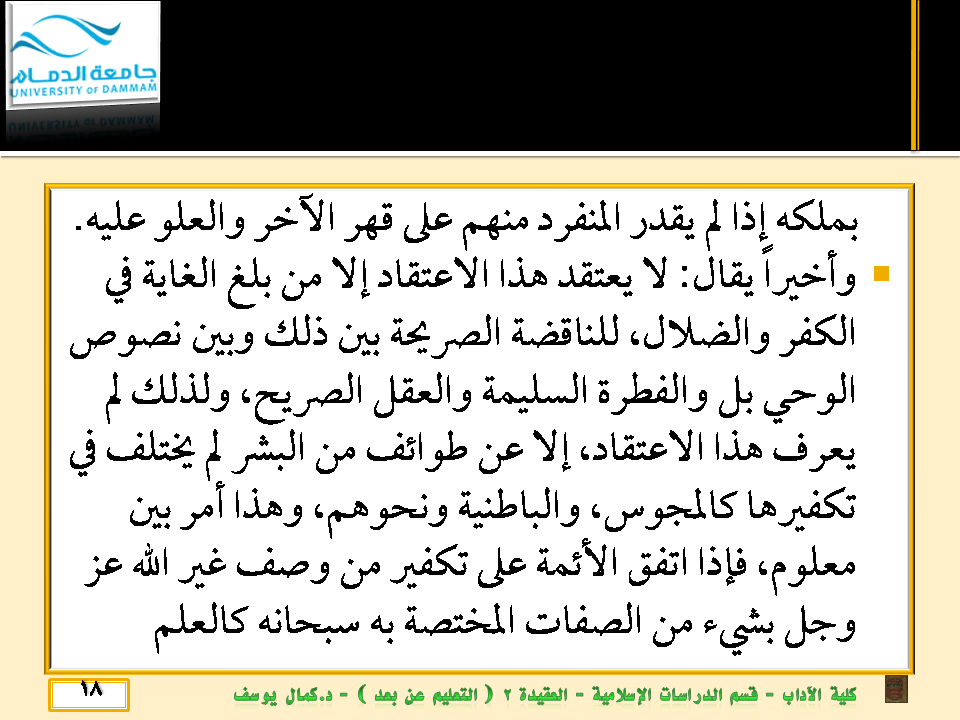 جامعة الدمام
UNIVERSITY OF DAMMAM
بملكه إذا لم يقدر المنفرد منهم على قهر الآخر والعلو عليه.
وأخيراً يقال: لا يعتقد هذا الاعتقاد إلا من بلغ الغاية في
الكفر والضلال، للناقضة الصريحة بين ذلك وبين نصوص
الوحي بل والفطرة السليمة والعقل الصريح، ولذلك لم
يعرف هذا الاعتقاد، إلا عن طوائف من البشر لم يختلف في
تكفيرها كالمجوس، والباطنية ونحوهم، وهذا أمر بين
معلوم، فإذا اتفق الأئمة على تكفير من وصف غير الله عز
وجل بشيء من الصفات المختصة به سبحانه كالعلم
كلية الآداب - قسم الدراسات الإسلامية - العقيدة ٢ ( التعليم عن بعد ) - د.كمال يوسف
١٨